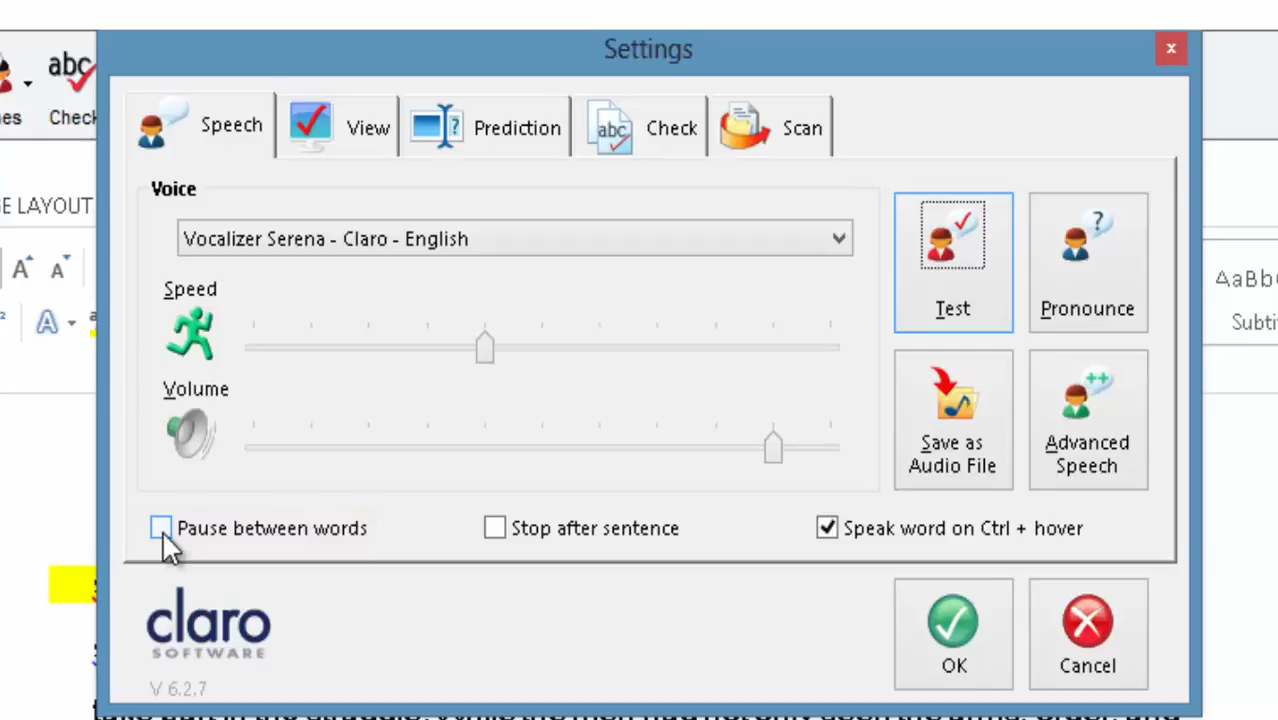 Settings
abc
Check
Speech
View
Prediction
Check
Scan
GE LAYOUT
Voice
Vocalizer Serena - Claro - English
Speed
Volume
Test
Pronounce
Save as
Audio File
Advanced
Speech
Pause between words
Stop after sentence
Speak word on Ctrl + hover
claro
SOFTWARE
V 6.2.7
OK
Cancel
AaBb
Subti